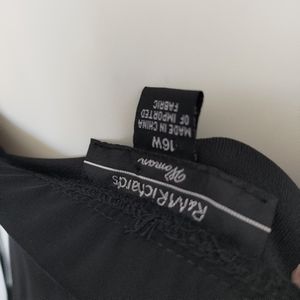 R&M RICHARDS
Woman
16W
MADE IN CHINA
OF IMPORTED
FABRIC